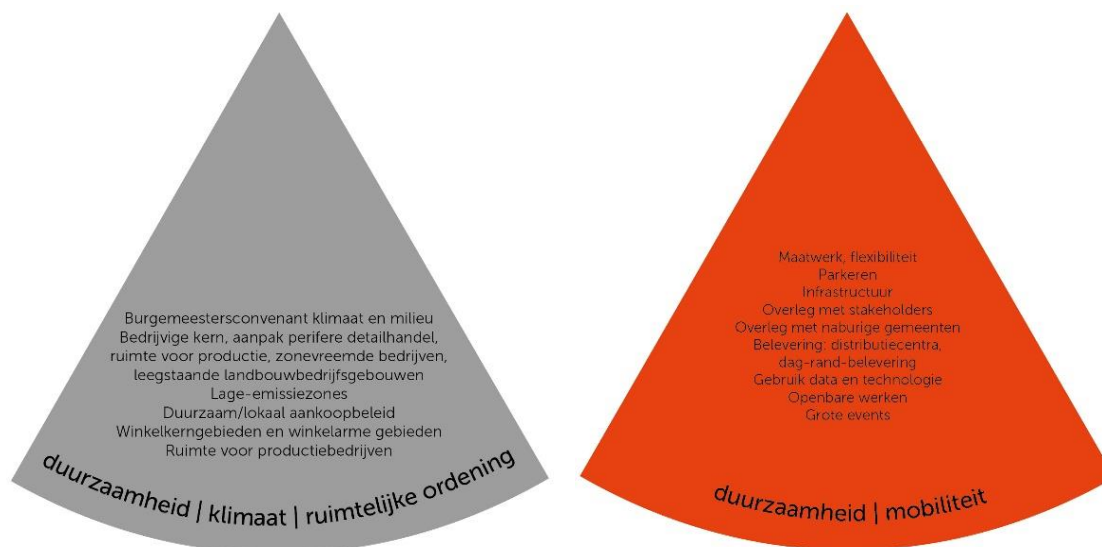 Burgemeestersconvenant klimaat en milieu
Bedrijvige kern, aanpak perifere detailhandel,
ruimte voor productie, zonevreemde bedrijven,
leegstaande landbouwbedrijfsgebouwen
Lage-emissiezones
Duurzaam/lokaal aankoopbeleid
Winkelkerngebieden en winkelarme gebieden
Ruimte voor productiebedrijven
duurzaamheid | klimaat | ruimtelijke ordening
Maatwerk, flexibiliteit
Parkeren
Infrastructuur
Overleg met stakeholders
Overleg met naburige gemeenten
Belevering: distributiecentra,
dag-rand-belevering
Gebruik data en technologie
Openbare werken
Grote events
duurzaamheid | mobiliteit